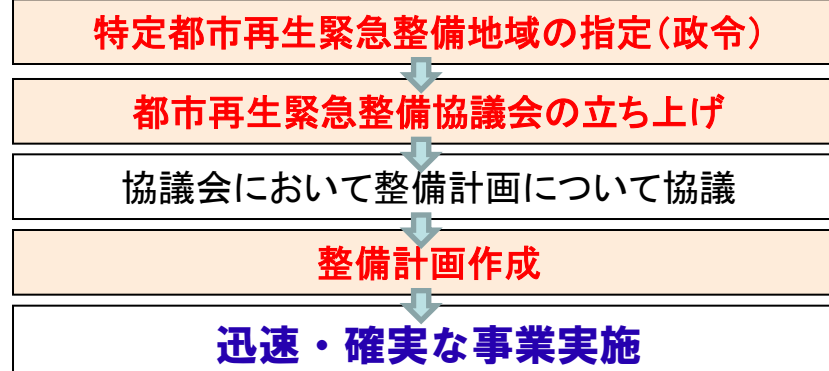 特定都市再生緊急整備地域の指定（政令）
都市再生緊急整備協議会の立ち上げ
協議会において整備計画について協議
整備計画作成
迅速・確実な事業実施